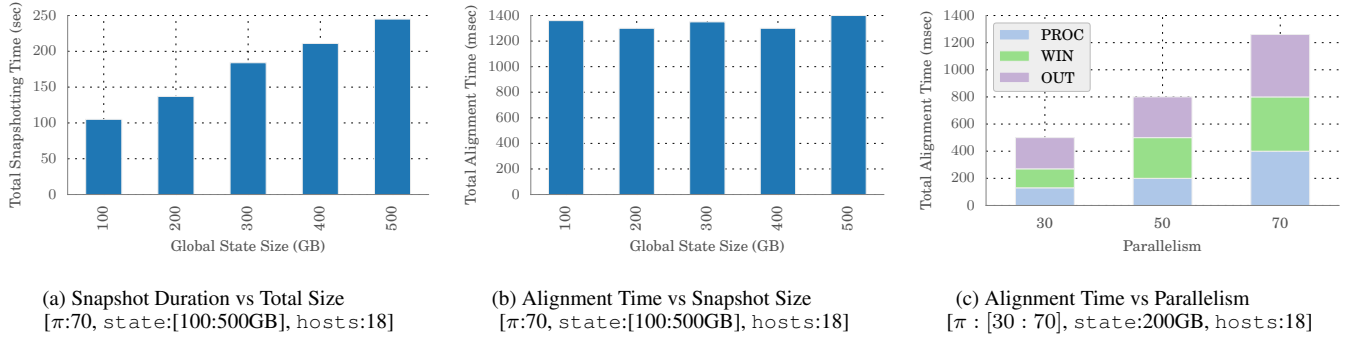 Total Snapshotting Time (sec)
250
200
150
100
50
0
100
200
300
400
500
Global State Size (GB)
(a) Snapshot Duration vs Total Size
[π:70, state:[100:500GB], hosts:18]
Total Alignment Time (msec)
1400
1200
1000
800
600
400
200
0
100
200
300
400
500
Global State Size (GB)
(b) Alignment Time vs Snapshot Size
[π:70, state:[100:500GB], hosts:18]
Total Alignment Time (msec)
1400
1200
1000
800
600
400
200
0
PROC
WIN
OUT
30
50
70
Parallelism
(c) Alignment Time vs Parallelism
[π : [30 : 70], state:200GB, hosts:18]